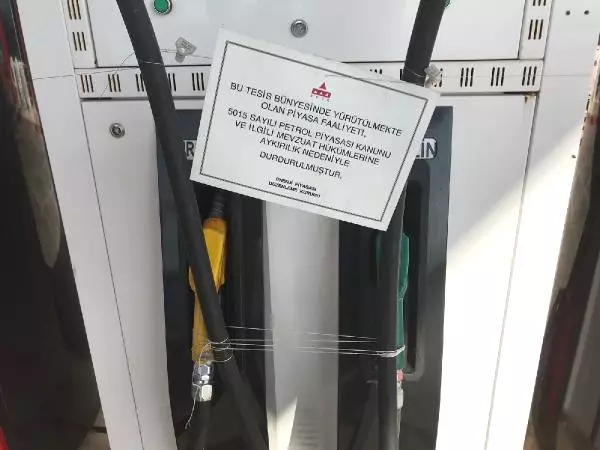 BU TESİS BÜNYESİNDE YÜRÜTÜLMEKTE
OLAN PİYASA FAALİYETİ,
5015 SAYILI PETROL PİYASASI KANUNU
VE İLGİLİ MEVZUAT HÜKÜMLERİNE
AYKIRILIK NEDENİYLE
DURDURULMUŞTUR.
ENERJİ PİYASASI
DÜZENLEME KURUMU